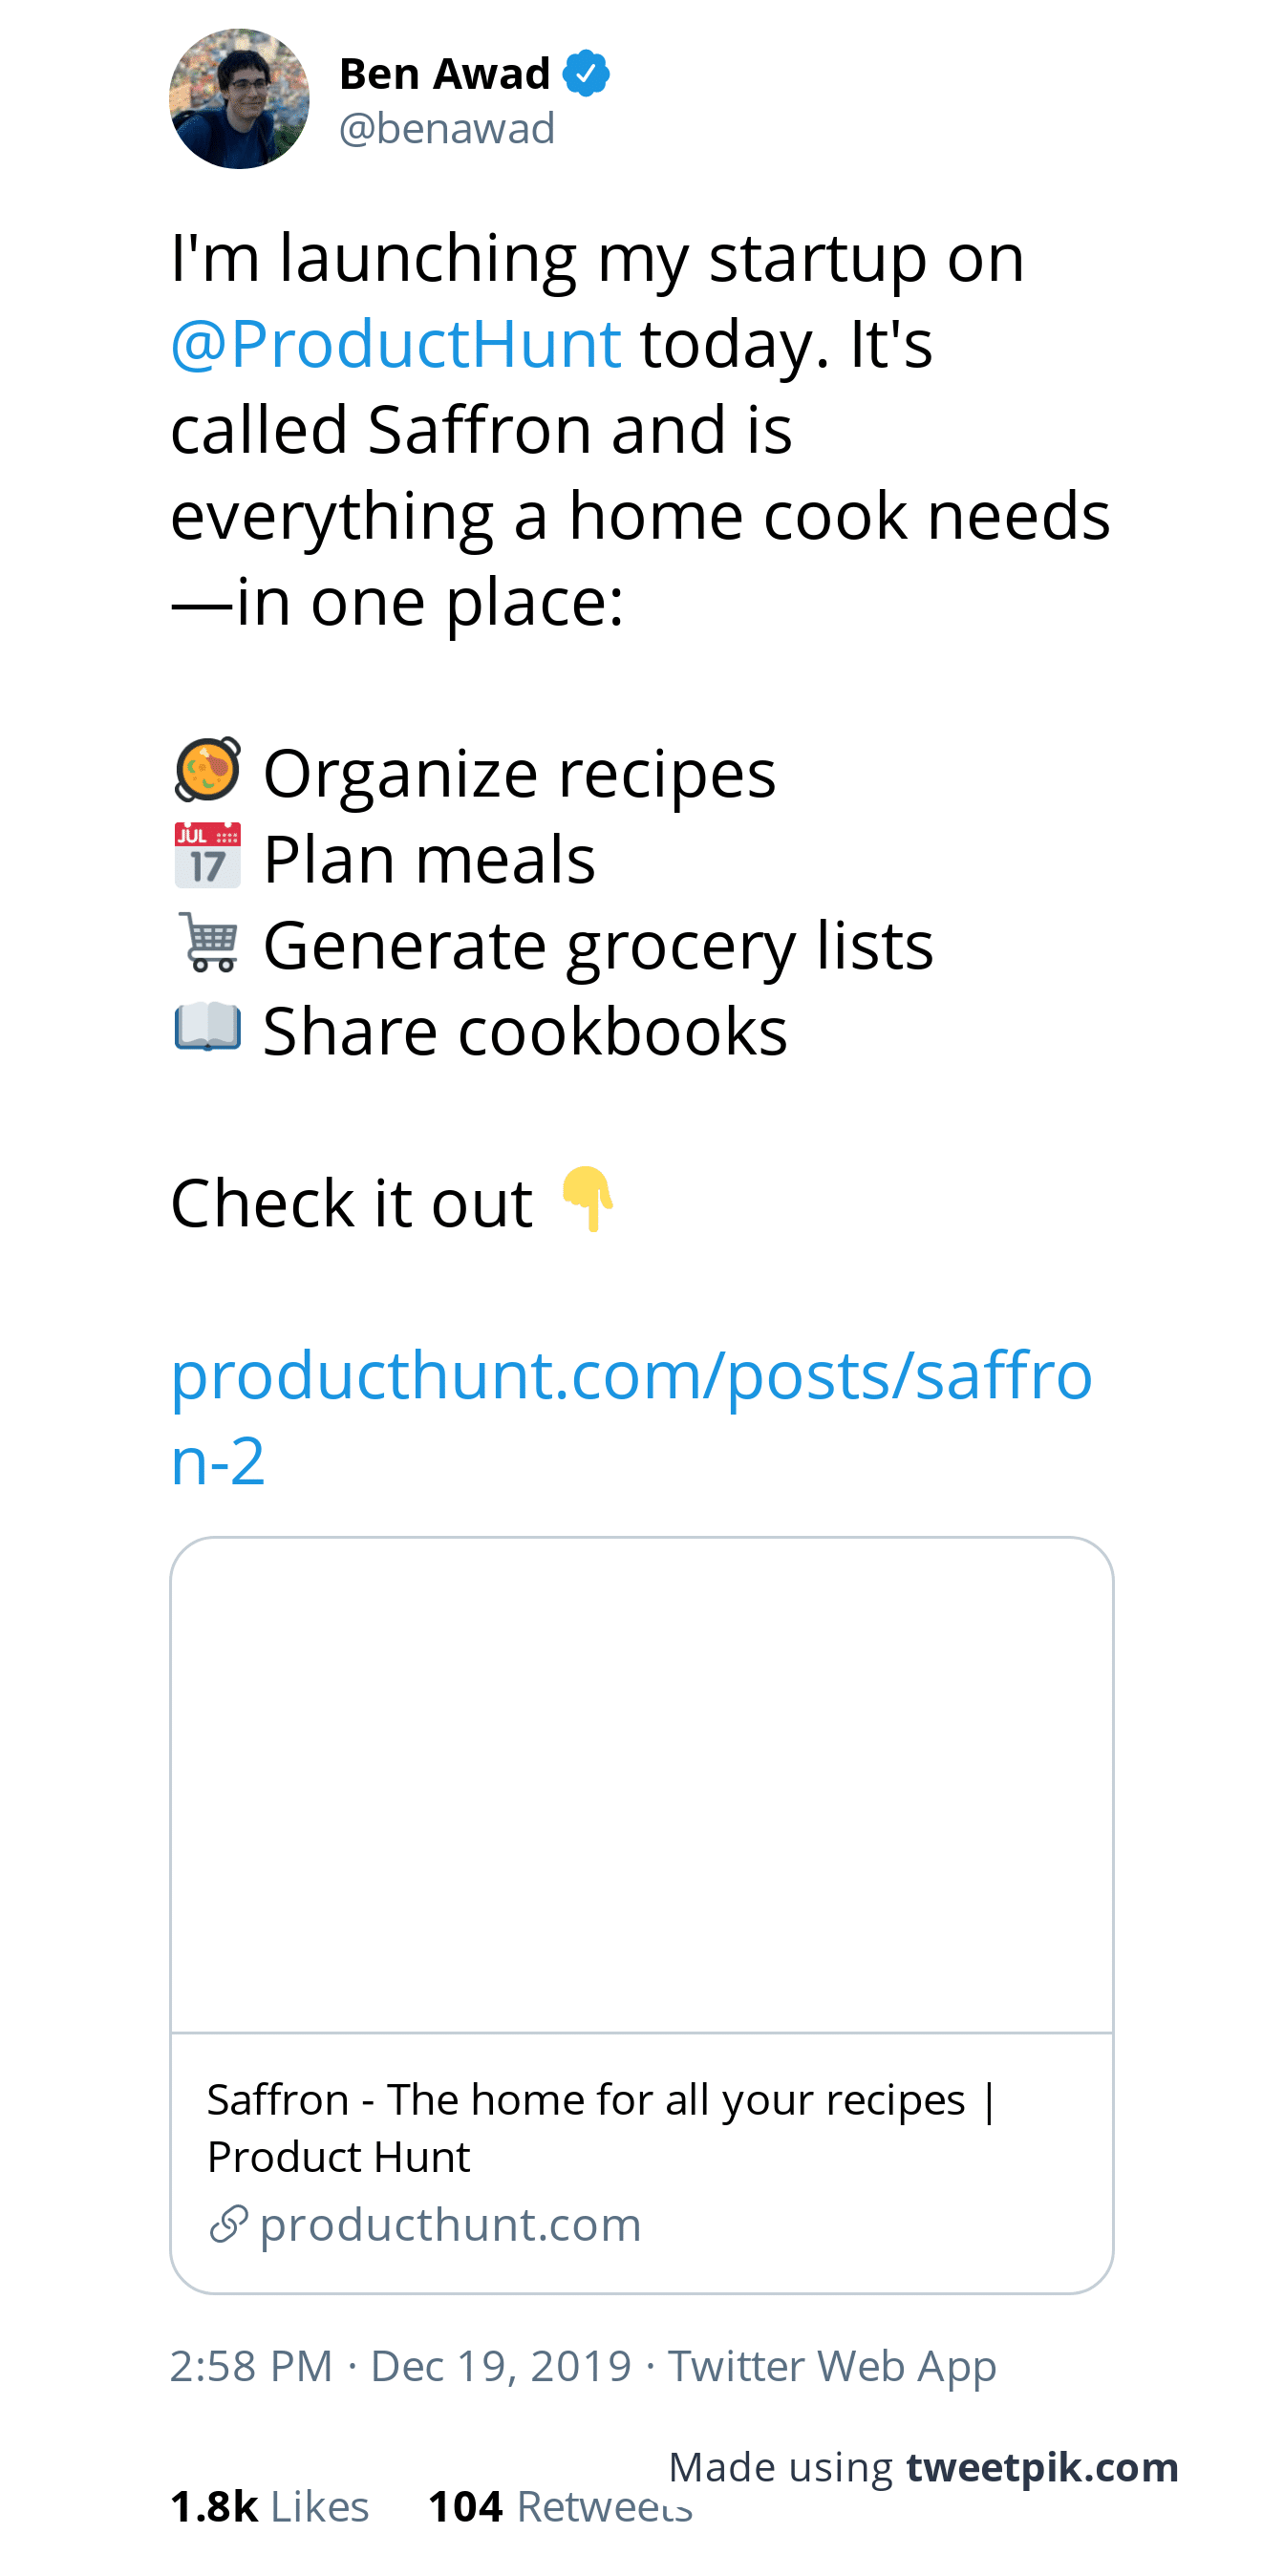 Ben Awad
@benawad
I'm launching my startup on
@ProductHunt today. It's
called Saffron and is
everything a home cook needs
—in one place:
🥘 Organize recipes
📅 Plan meals
🛒 Generate grocery lists
📖 Share cookbooks
Check it out 👇
producthunt.com/posts/saffro
n-2
Saffron - The home for all your recipes |
Product Hunt
producthunt.com
2:58 PM · Dec 19, 2019 · Twitter Web App
Made using tweetpik.com
1.8k Likes 104 Retweets